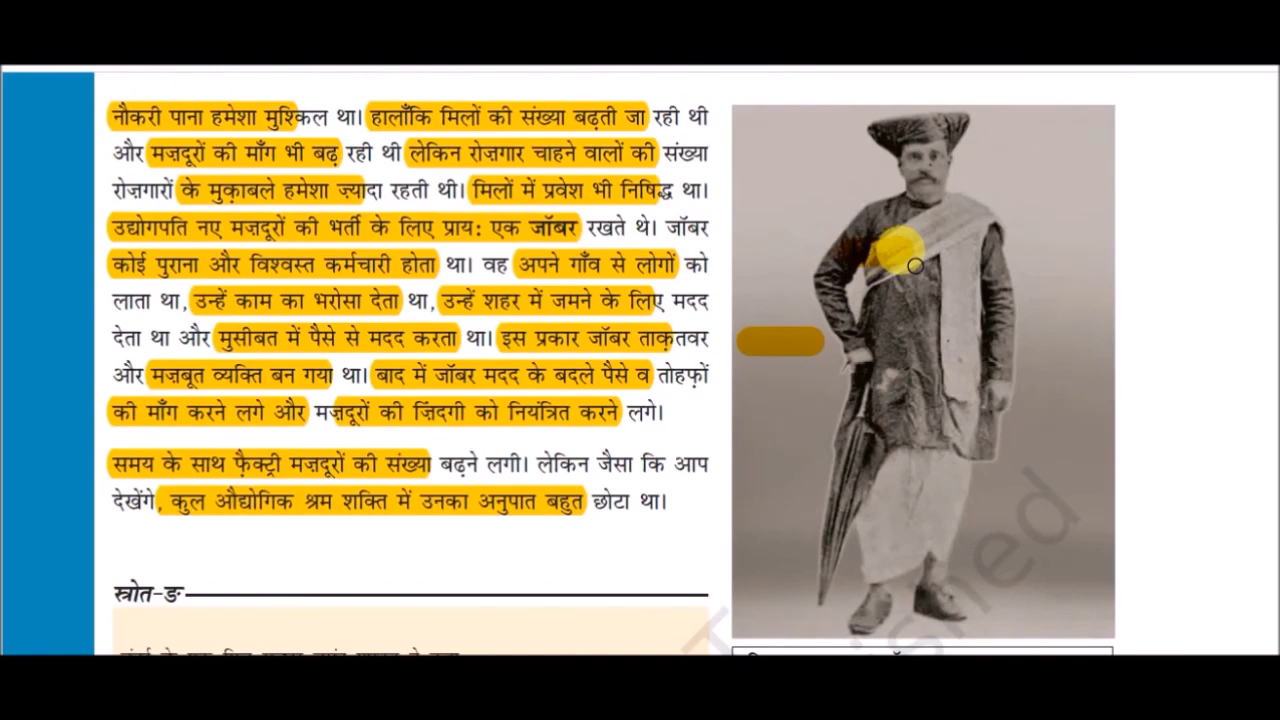 नौकरी पाना हमेशा मुश्किल था। हालाँकि मिलों की संख्या बढ़ती जा रही थी
और मज़दूरों की माँग भी बढ़ रही थी लेकिन रोज़गार चाहने वालों की संख्या
रोज़गारों के मुक़ाबले हमेशा ज़्यादा रहती थी। मिलों में प्रवेश भी निषिद्ध था।
उद्योगपति नए मज़दूरों की भर्ती के लिए प्राय: एक जॉबर रखते थे। जॉबर
कोई पुराना और विश्वस्त कर्मचारी होता था। वह अपने गाँव से लोगों को
लाता था, उन्हें काम का भरोसा देता था, उन्हें शहर में जमने के लिए मदद
देता था और मुसीबत में पैसे से मदद करता था। इस प्रकार जॉबर ताक़तवर
और मज़बूत व्यक्ति बन गया था। बाद में जॉबर मदद के बदले पैसे व तोहफ़ों
की माँग करने लगे और मज़दूरों की ज़िंदगी को नियंत्रित करने लगे।
समय के साथ फ़ैक्ट्री मज़दूरों की संख्या बढ़ने लगी। लेकिन जैसा कि आप
देखेंगे, कुल औद्योगिक श्रम शक्ति में उनका अनुपात बहुत छोटा था।
स्त्रोत-ङ